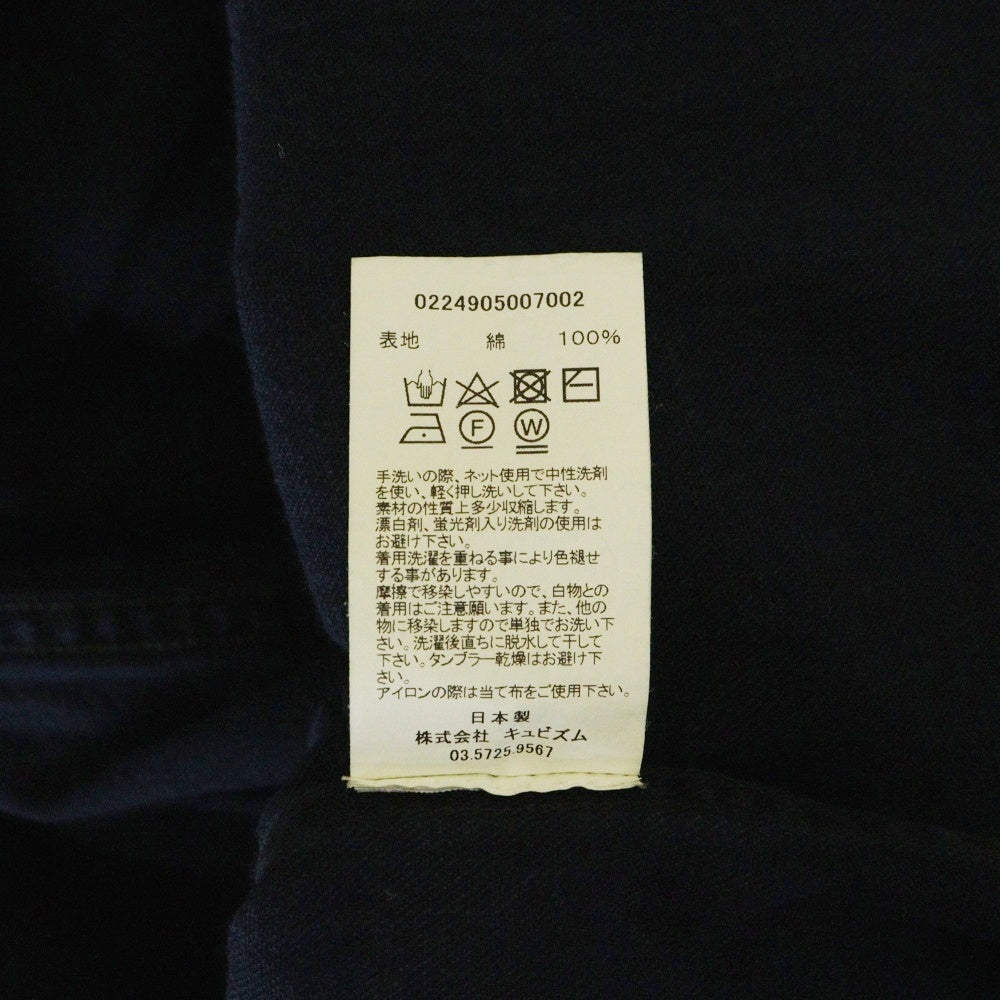 0224905007002
表地 綿 100%
F W
手洗いの際、ネット使用で中性洗剤
を使い、軽く押し洗いして下さい。
素材の性質上多少収縮します。
漂白剤、蛍光剤入り洗剤の使用は
お避け下さい。
着用洗濯を重ねる事により色褪せ
する事があります。
摩擦で移染しやすいので、白物との
着用はご注意願います。また、他の
物に移染しますので単独でお洗い下
さい。洗濯後直ちに脱水して干して
下さい。タンブラー乾燥はお避け下
さい。
アイロンの際は当て布をご使用下さい。
日本製
株式会社 キュビズム
03.5725.9567